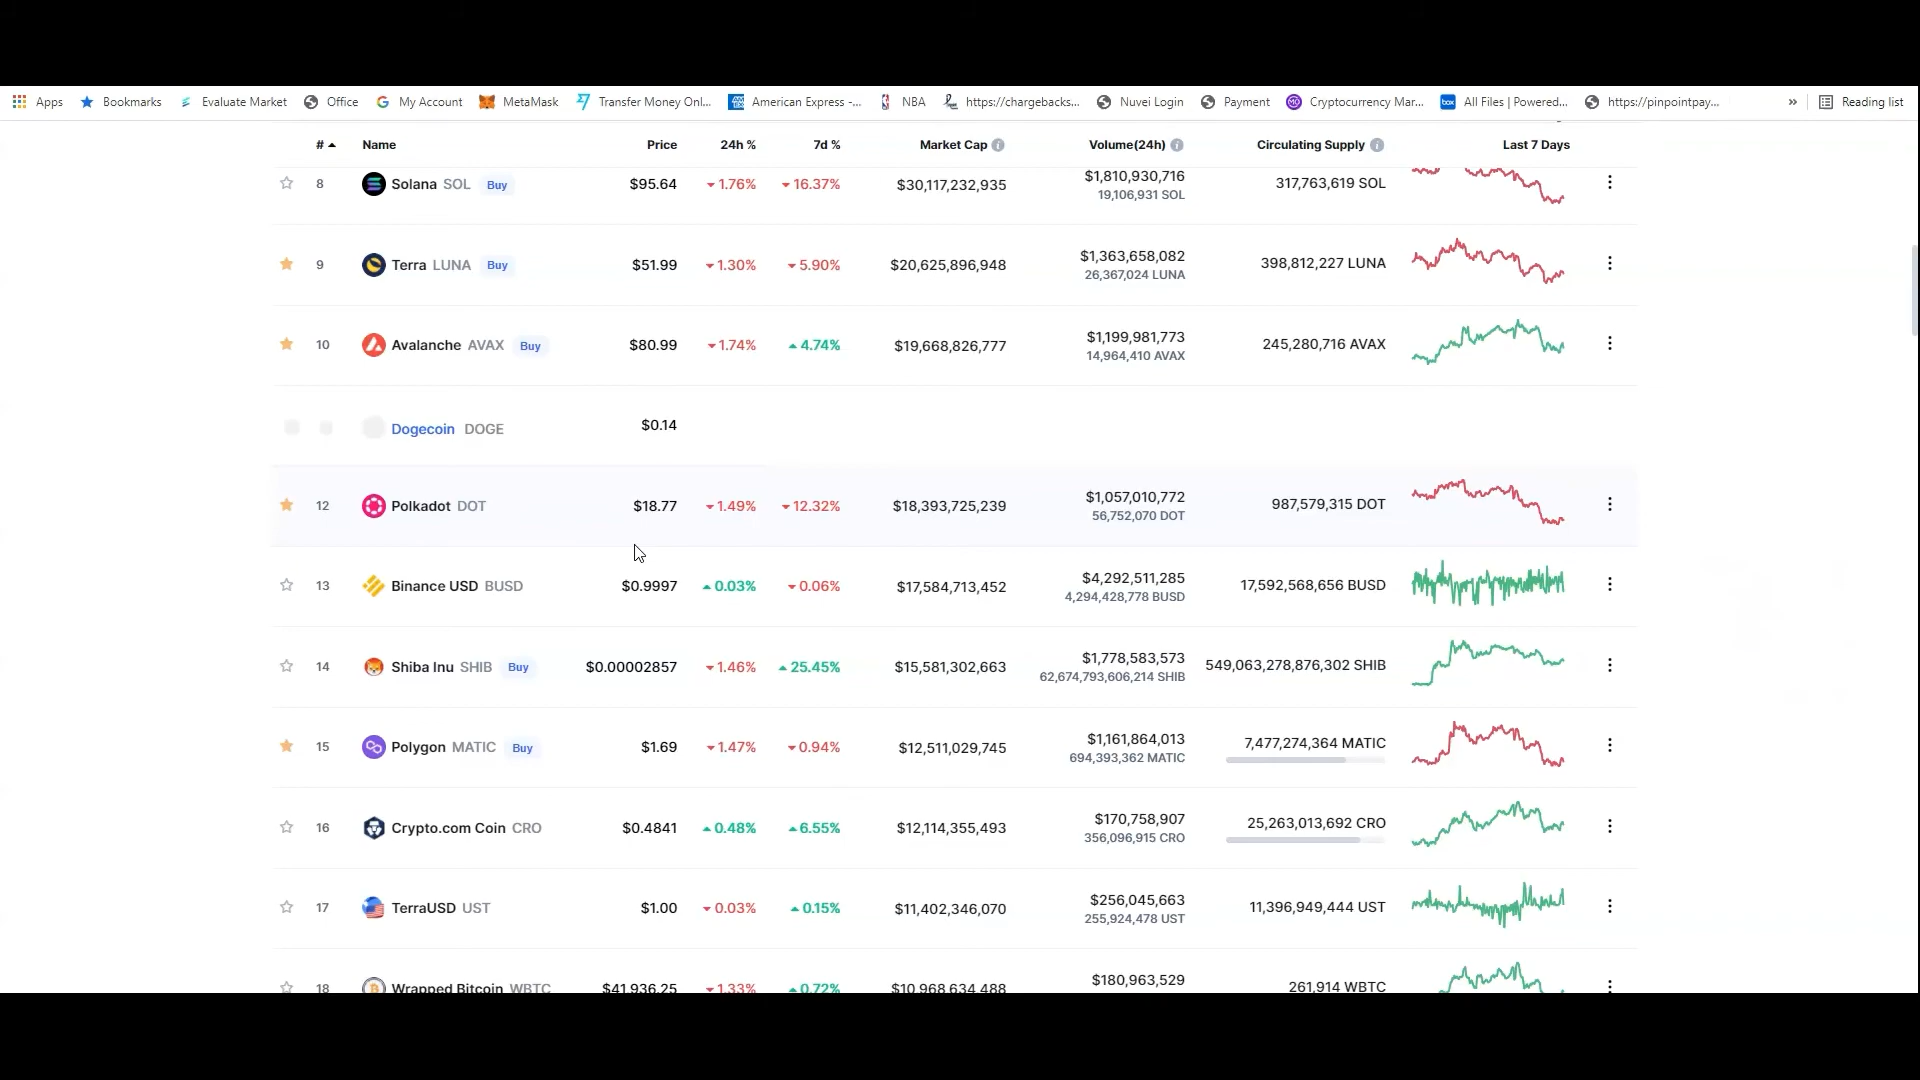 Apps Bookmarks Evaluate Market Office My Account MetaMask Transfer Money Onl... American Express -... NBA https://chargebacks... Nuvei Login Payment Cryptocurrency Mar... All Files | Powered... https://pinpointpay... » Reading list
# Name Price 24h % 7d % Market Cap Volume(24h) Circulating Supply Last 7 Days
8 Solana SOL Buy $95.64 1.76% 16.37% $30,117,232,935 $1,810,930,716 317,763,619 SOL
19,106,931 SOL
9 Terra LUNA Buy $51.99 1.30% 5.90% $20,625,896,948 $1,363,658,082 398,812,227 LUNA
26,367,024 LUNA
10 Avalanche AVAX Buy $80.99 1.74% 4.74% $19,668,826,777 $1,199,981,773 245,280,716 AVAX
14,964,410 AVAX
Dogecoin DOGE $0.14
12 Polkadot DOT $18.77 1.49% 12.32% $18,393,725,239 $1,057,010,772 987,579,315 DOT
56,752,070 DOT
13 Binance USD BUSD $0.9997 0.03% 0.06% $17,584,713,452 $4,292,511,285 17,592,568,656 BUSD
4,294,428,778 BUSD
14 Shiba Inu SHIB Buy $0.00002857 1.46% 25.45% $15,581,302,663 $1,778,583,573 549,063,278,876,302 SHIB
62,674,793,606,214 SHIB
15 Polygon MATIC Buy $1.69 1.47% 0.94% $12,511,029,745 $1,161,864,013 7,477,274,364 MATIC
694,393,362 MATIC
16 Crypto.com Coin CRO $0.4841 0.48% 6.55% $12,114,355,493 $170,758,907 25,263,013,692 CRO
356,096,915 CRO
17 TerraUSD UST $1.00 0.03% 0.15% $11,402,346,070 $256,045,663 11,396,949,444 UST
255,924,478 UST
18 Wrapped Bitcoin WBTC $41,936.25 1.33% 0.72% $10,968,634,488 $180,963,529 261,914 WBTC